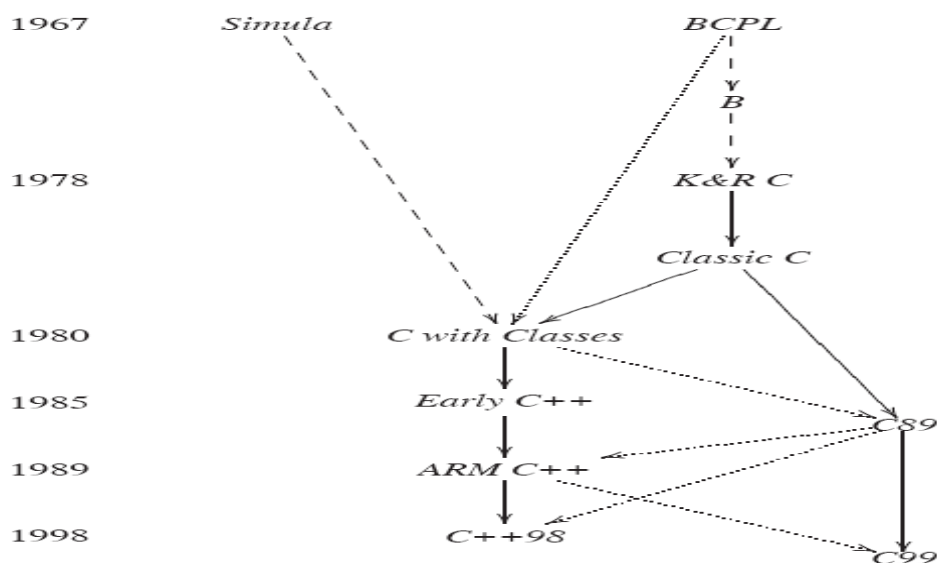 1967 Simula BCPL
B
1978 K&R C
Classic C
1980 C with Classes
1985 Early C++
C89
1989 ARM C++
1998 C++98
C99